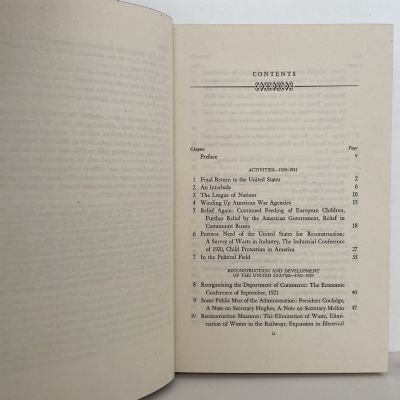 CONTENTS
Chapter Page
Preface v
ACTIVITIES—1919-1921
1 Final Return to the United States 2
2 An Interlude 6
3 The League of Nations 10
4 Winding Up American War Agencies 15
5 Relief Again: Continued Feeding of European Children,
Further Relief by the American Government, Relief in
Communist Russia 18
6 Postwar Need of the United States for Reconstruction:
A Survey of Waste in Industry, The Industrial Conference
of 1920, Child Protection in America 27
7 In the Political Field 33
RECONSTRUCTION AND DEVELOPMENT
OF THE UNITED STATES—1921-1929
8 Reorganizing the Department of Commerce: The Economic
Conference of September, 1921 40
9 Some Public Men of the Administration: President Coolidge,
A Note on Secretary Hughes, A Note on Secretary Mellon 47
10 Reconstruction Measures: The Elimination of Waste, Elimi-
nation of Wastes in the Railways, Expansion in Electrical
ix